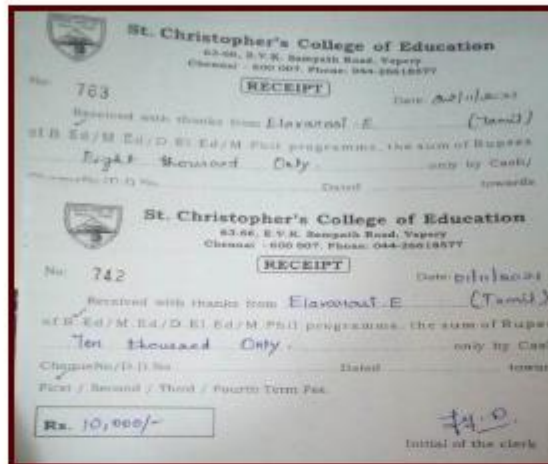 St. Christopher's College of Education
63-66, E.V.K. Sampath Road, Vepery
Chennai - 600 007. Phone: 044-26618577
RECEIPT
No: 763 Date:
Received with thanks from Elavarasi. E (Tamil)
of B.Ed/M.Ed/D.El.Ed/M.Phil programme, the sum of Rupees
Eight thousand Only. only by Cash/
Dated towards
St. Christopher's College of Education
63-66, E.V.K. Sampath Road, Vepery
Chennai - 600 007. Phone: 044-26618577
RECEIPT
No: 742 Date:
Received with thanks from Elavarasi. E (Tamil)
of B.Ed/M.Ed/D.El.Ed/M.Phil programme, the sum of Rupees
Ten thousand Only. only by Cash
Cheque No/D.D.No. Dated towards
First / Second / Third / Fourth Term Fee.
Rs. 10,000/-
Initial of the clerk